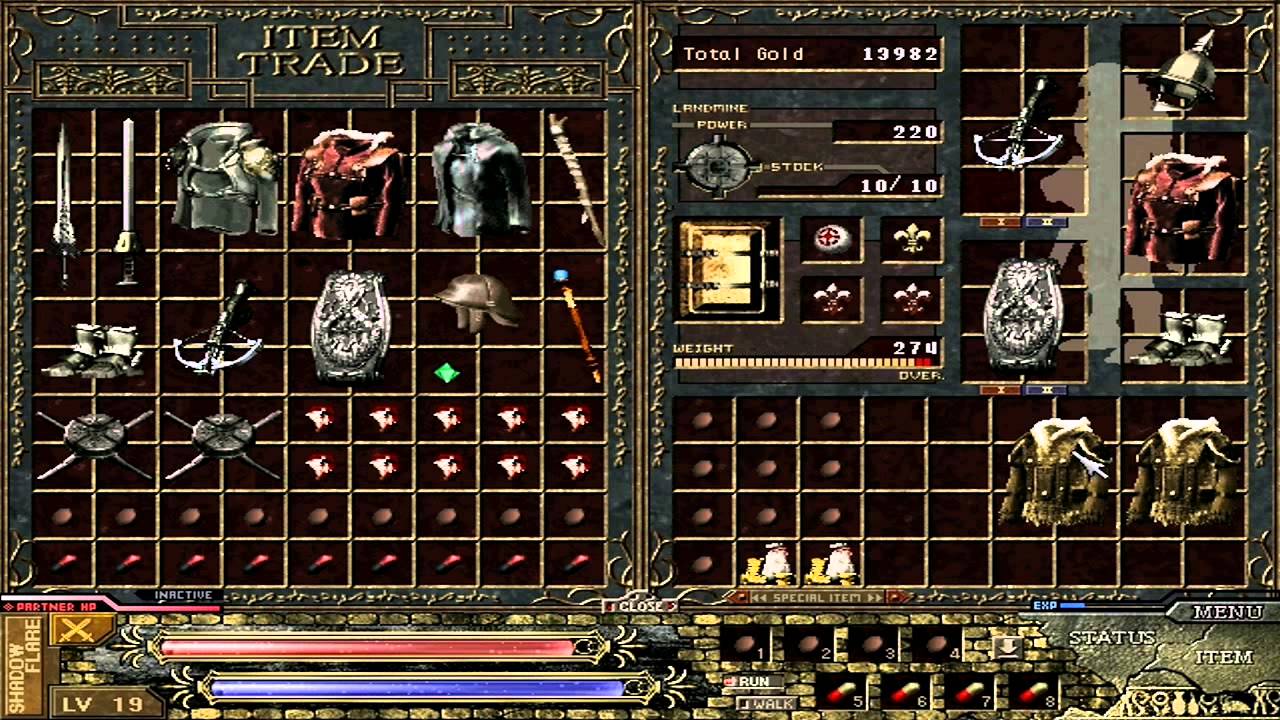 ITEM
TRADE
Total Gold 13982
LANDMINE
POWER
220
STOCK
10/10
I II
WEIGHT 274
OVER
I II
CLOSE
SPECIAL ITEM
INACTIVE
PARTNER HP
EXP
MENU
STATUS
ITEM
SHADOW
FLARE
LV 19
1 2 3 4
RUN
WALK
5 6 7 8